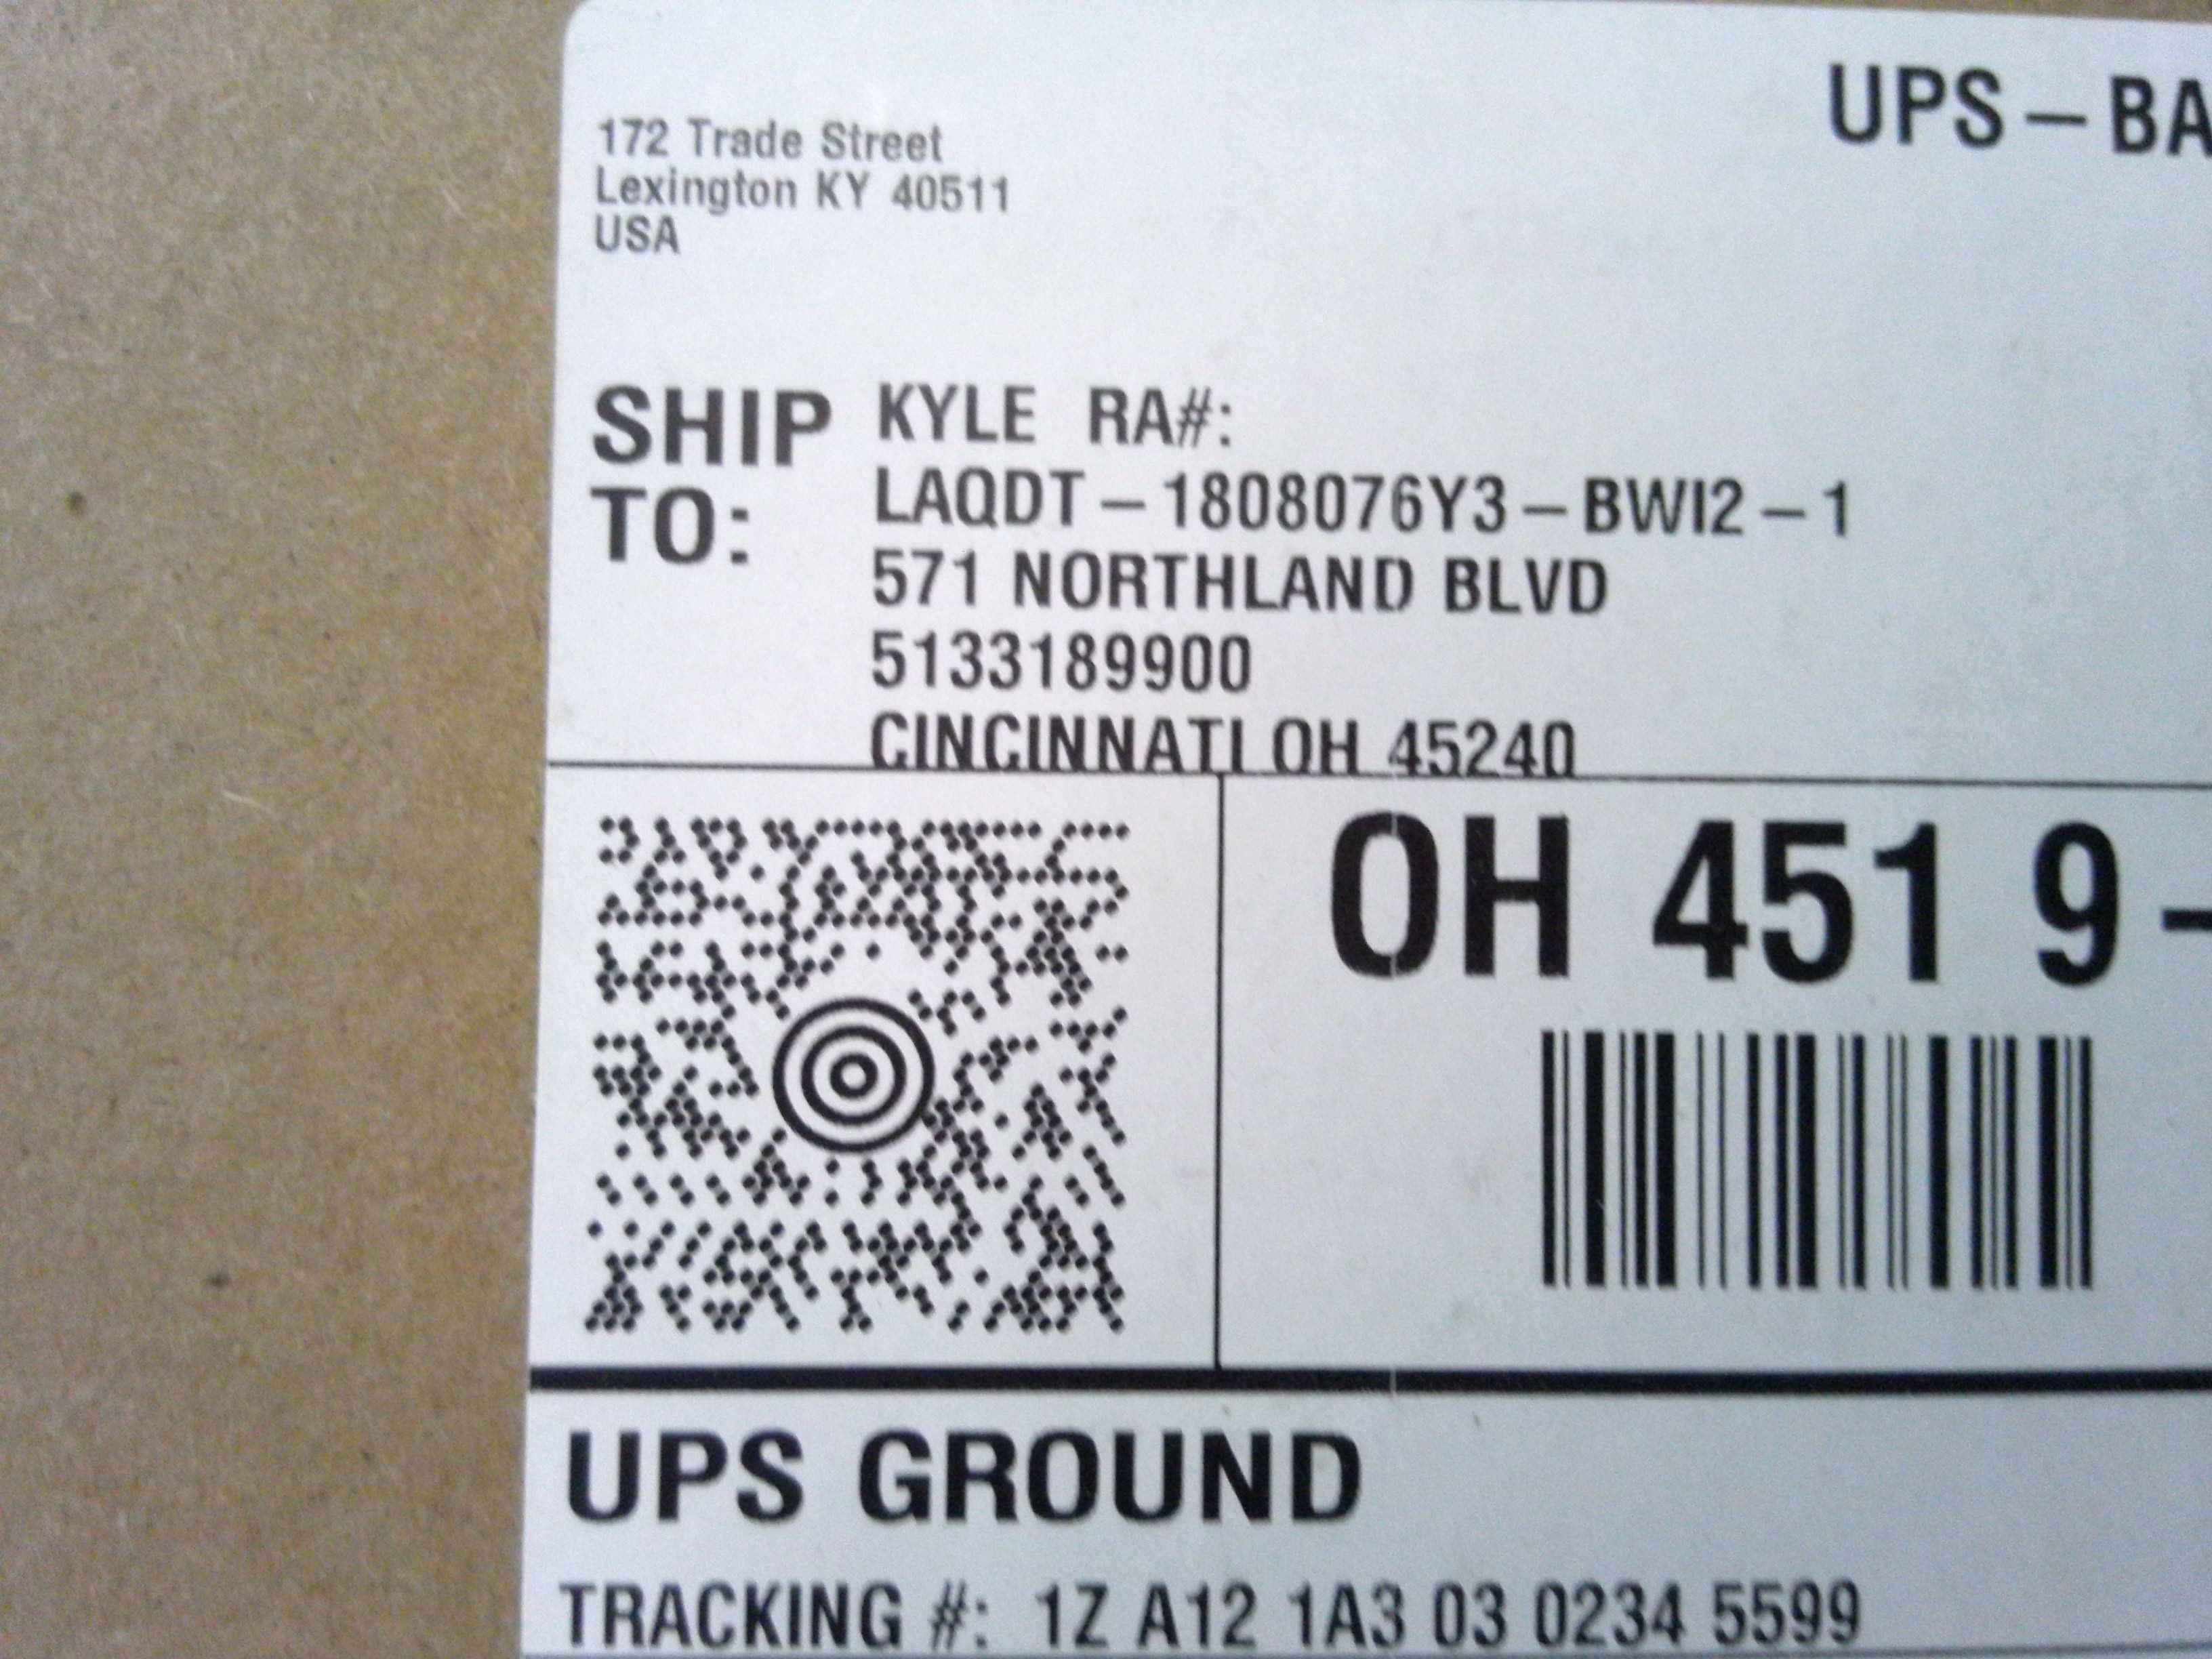 UPS – BA
172 Trade Street
Lexington KY 40511
USA
SHIP TO:
KYLE RA#:
LAQDT – 1808076Y3 – BWI2 – 1
571 NORTHLAND BLVD
5133189900
CINCINNATI OH 45240
OH 451 9 -
UPS GROUND
TRACKING #: 1Z A12 1A3 03 0234 5599